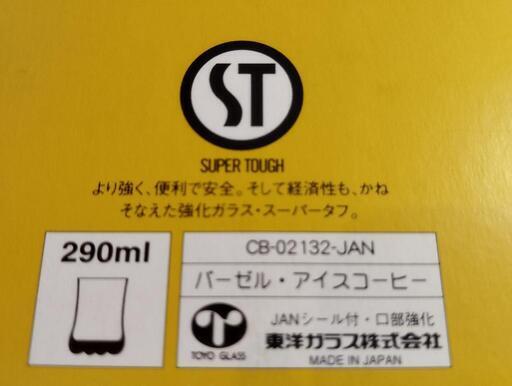 ST
SUPER TOUGH
より強く、便利で安全。そして経済性も、かね
そなえた強化ガラス・スーパータフ。
290ml
CB-02132-JAN
バーゼル・アイスコーヒー
JANシール付・口部強化
東洋ガラス株式会社
TOYO GLASS
MADE IN JAPAN